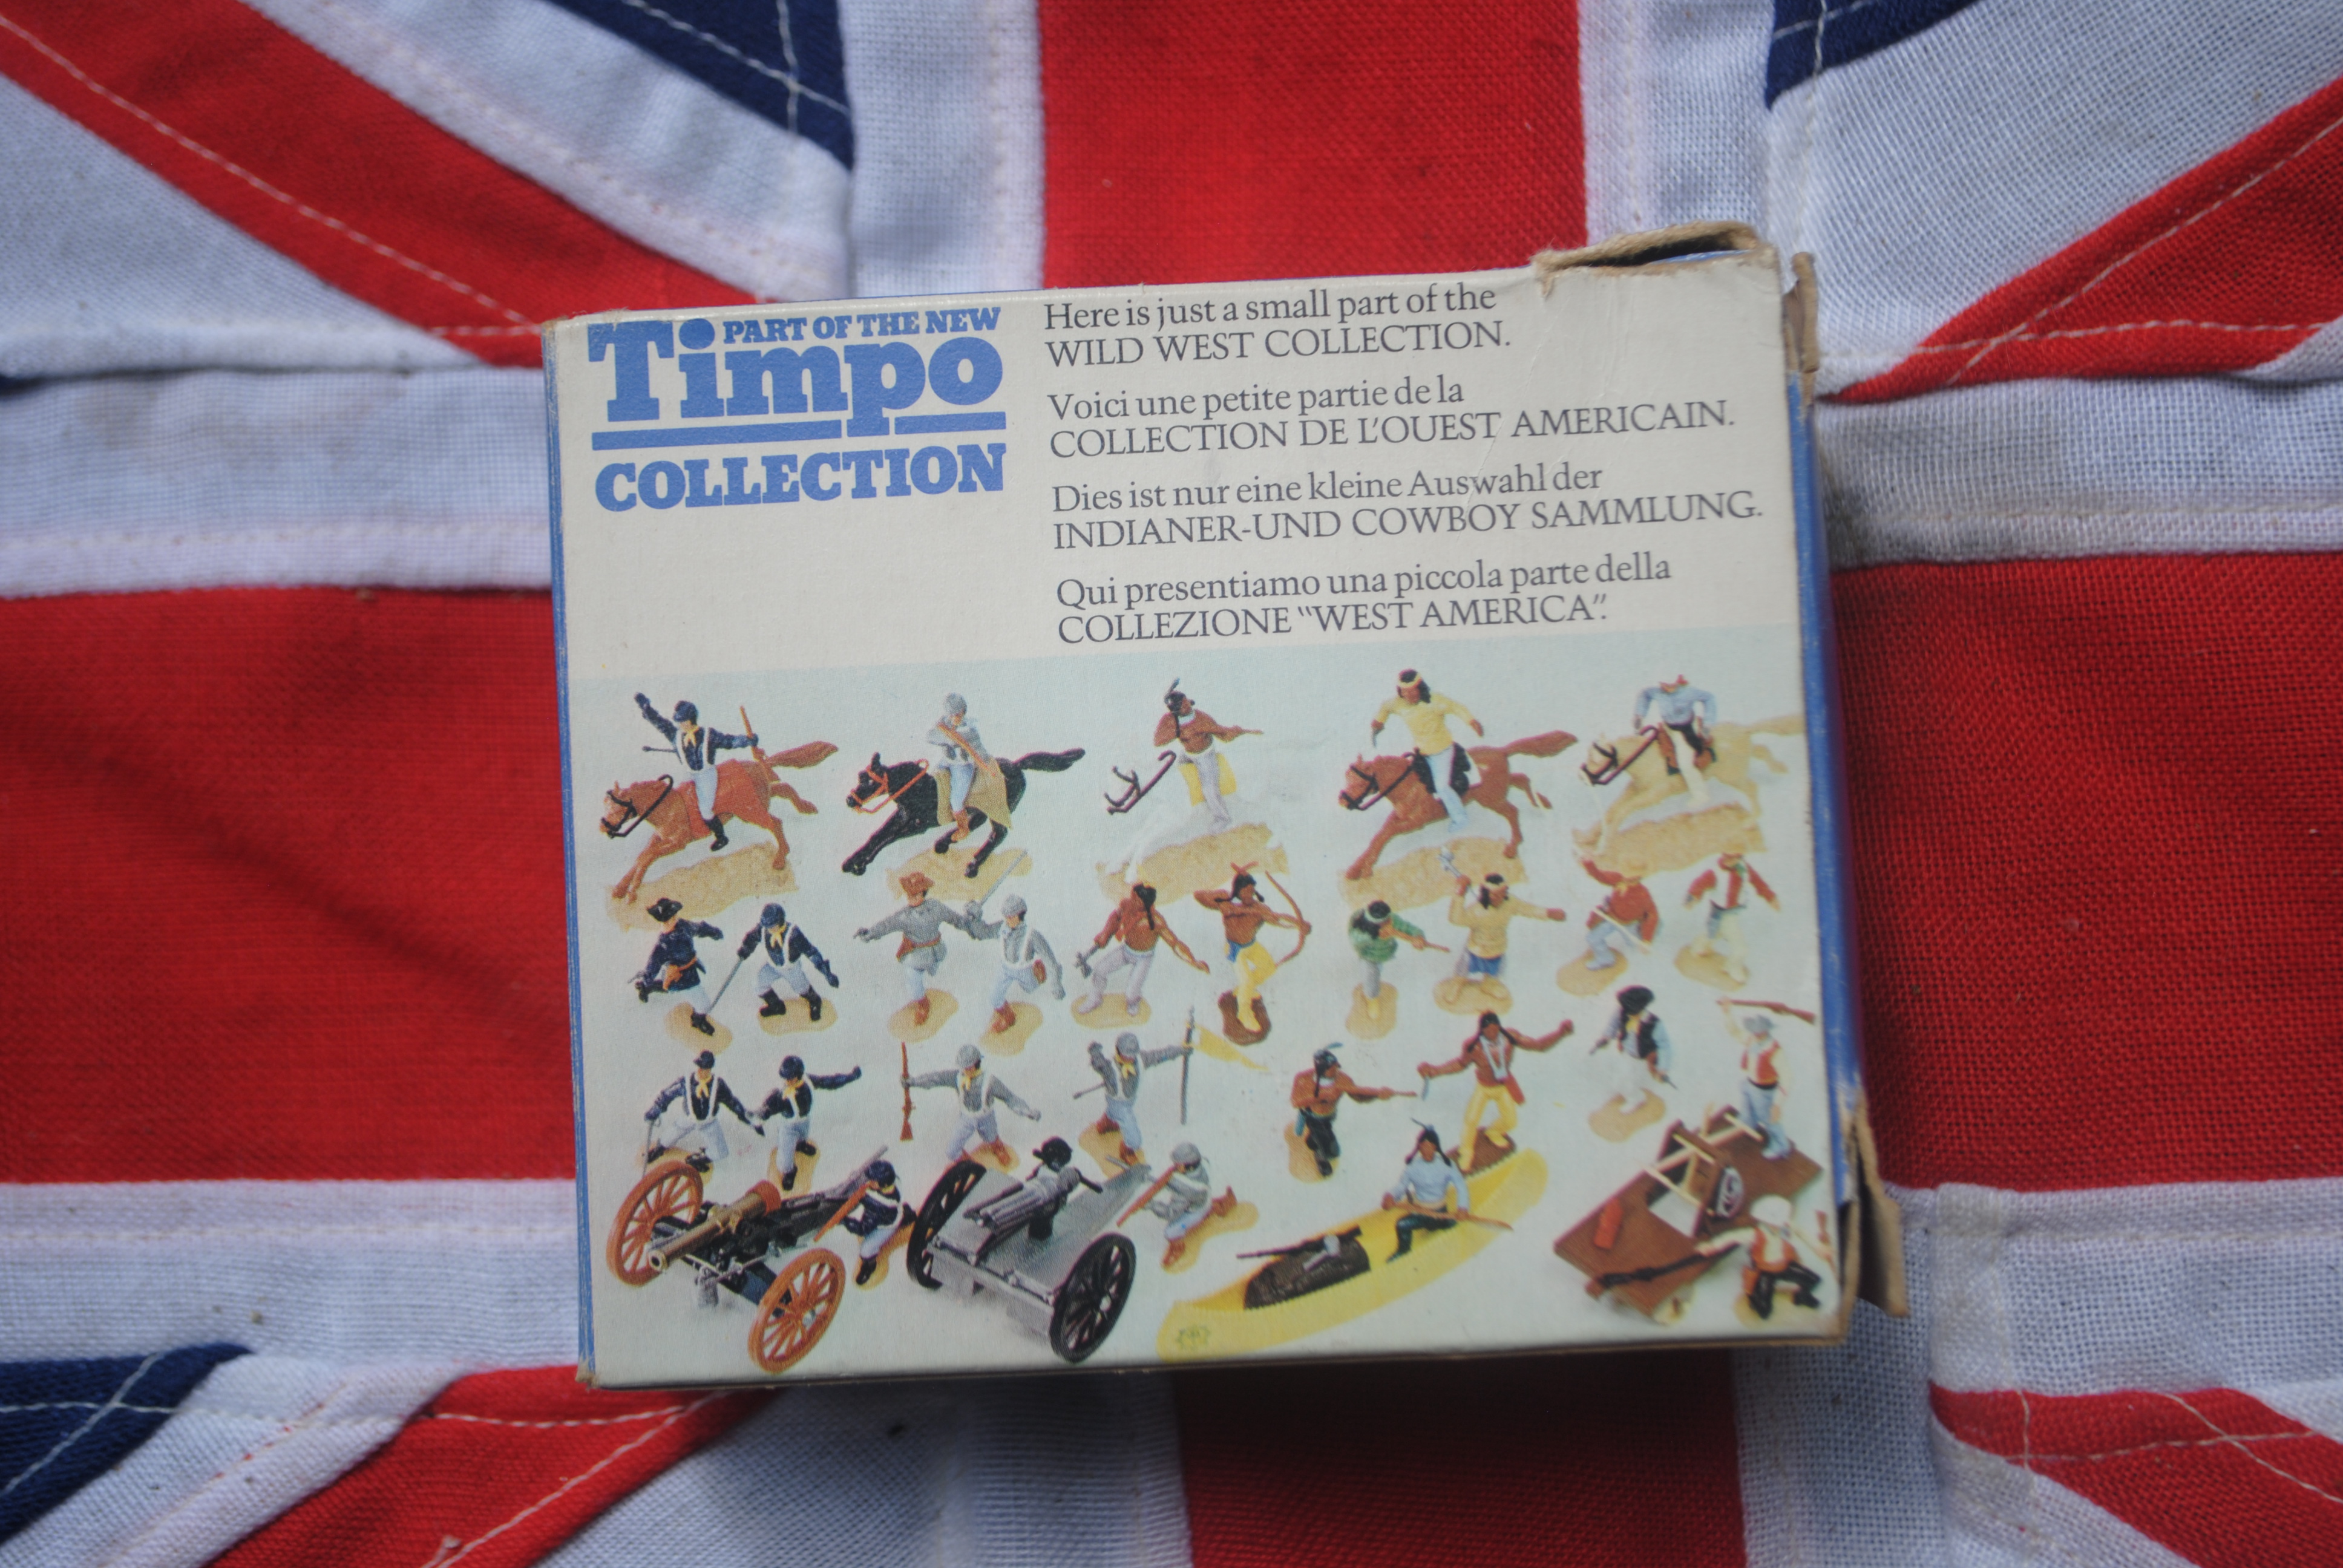 PART OF THE NEW
Timpo
COLLECTION
Here is just a small part of the
WILD WEST COLLECTION.
Voici une petite partie de la
COLLECTION DE L'OUEST AMERICAIN.
Dies ist nur eine kleine Auswahl der
INDIANER-UND COWBOY SAMMLUNG.
Qui presentiamo una piccola parte della
COLLEZIONE "WEST AMERICA".